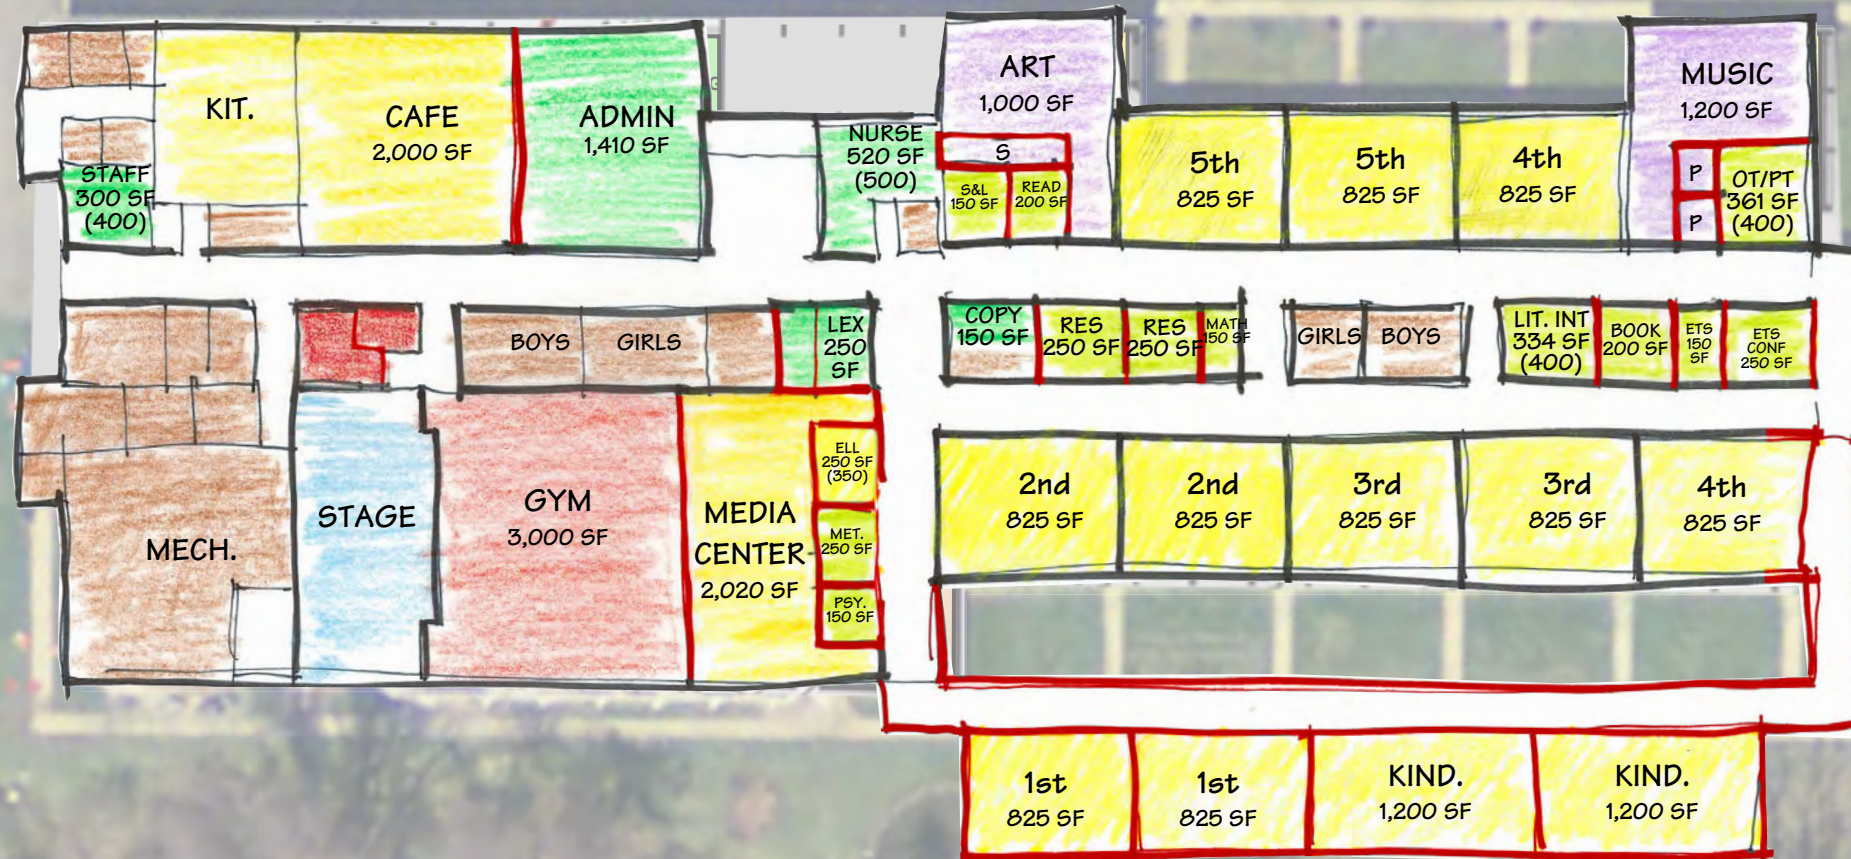 KIT.
CAFE
2,000 SF
ADMIN
1,410 SF
STAFF
300 SF
(400)
NURSE
520 SF
(500)
ART
1,000 SF
S
S&L
150 SF
READ
200 SF
5th
825 SF
5th
825 SF
4th
825 SF
MUSIC
1,200 SF
P
P
OT/PT
361 SF
(400)
BOYS
GIRLS
LEX
250
SF
COPY
150 SF
RES
250 SF
RES
250 SF
MATH
150 SF
GIRLS
BOYS
LIT. INT
334 SF
(400)
BOOK
200 SF
ETS
150
SF
ETS
CONF
250 SF
MECH.
STAGE
GYM
3,000 SF
MEDIA
CENTER
2,020 SF
ELL
250 SF
(350)
MET.
250 SF
PSY.
150 SF
2nd
825 SF
2nd
825 SF
3rd
825 SF
3rd
825 SF
4th
825 SF
1st
825 SF
1st
825 SF
KIND.
1,200 SF
KIND.
1,200 SF